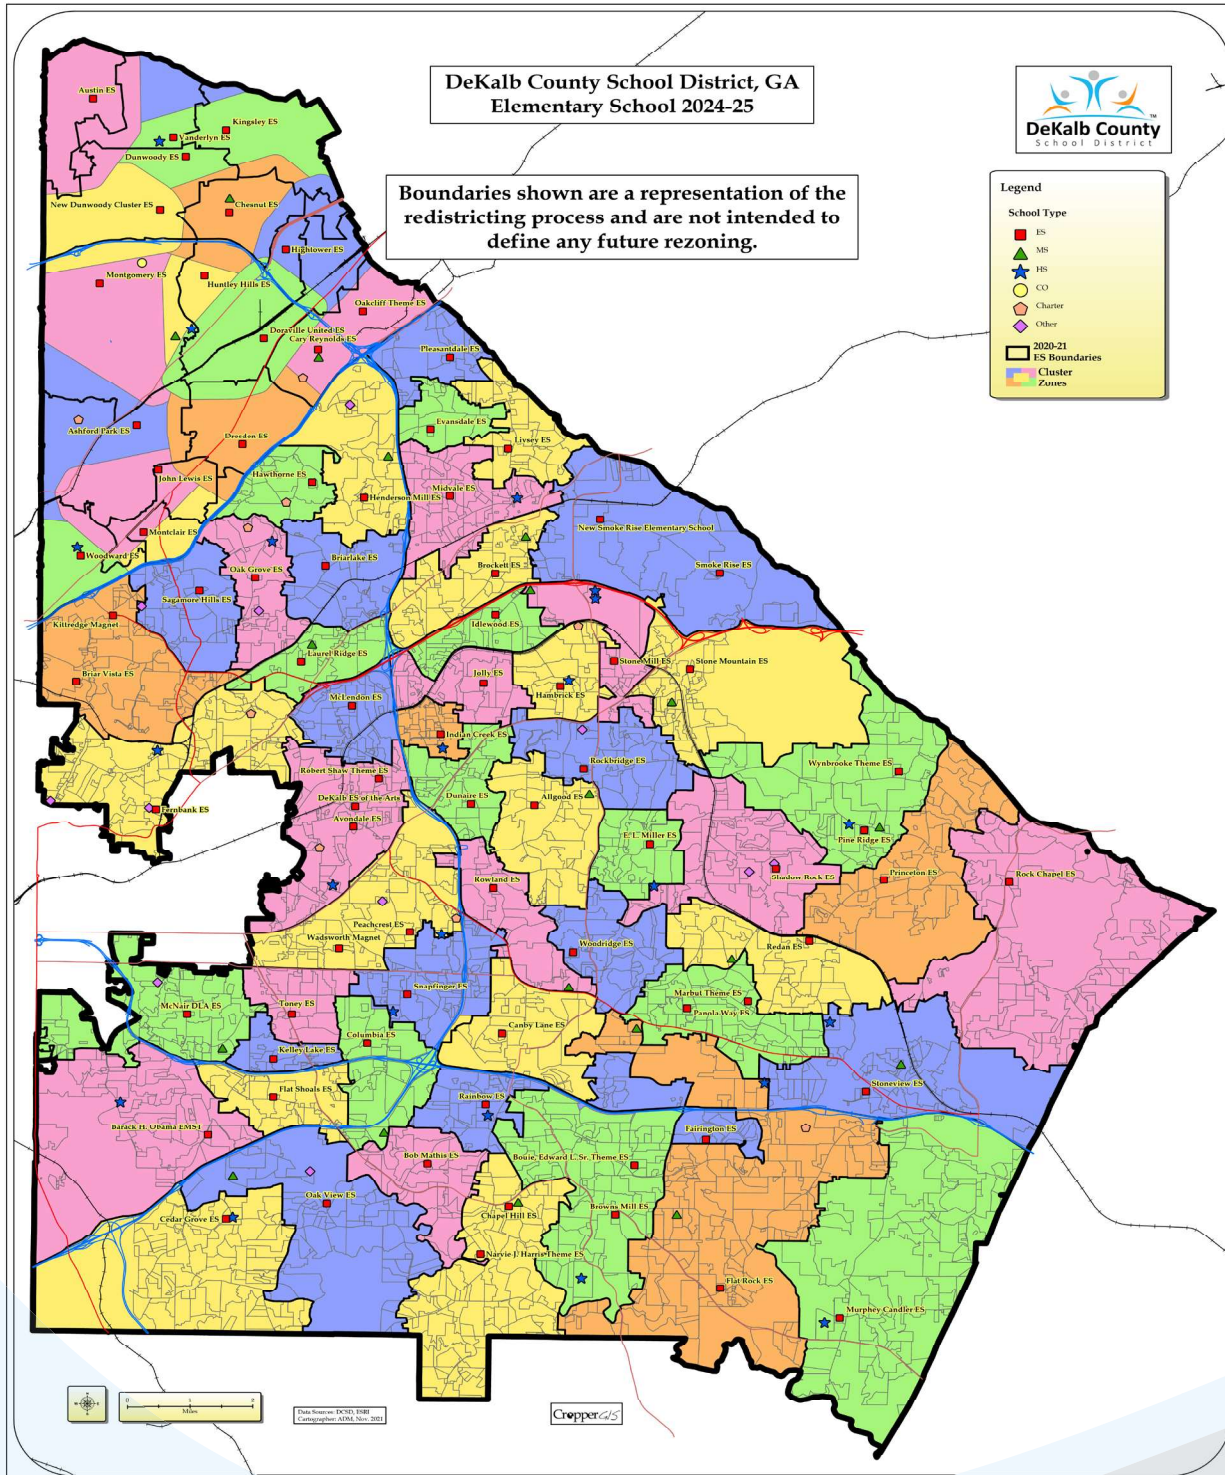 DeKalb County School District, GA
Elementary School 2024-25
Boundaries shown are a representation of the
redistricting process and are not intended to
define any future rezoning.
DeKalb County
School District
TM
Legend
School Type
ES
MS
HS
CO
Charter
Other
2020-21
ES Boundaries
Cluster
Zones
Austin ES
Kingsley ES
Vanderlyn ES
Dunwoody ES
New Dunwoody Cluster ES
Chesnut ES
Hightower ES
Montgomery ES
Huntley Hills ES
Oakcliff Theme ES
Doraville United ES
Cary Reynolds ES
Pleasantdale ES
Ashford Park ES
Dresden ES
Evansdale ES
Livsey ES
John Lewis ES
Hawthorne ES
Henderson Mill ES
Midvale ES
New Smoke Rise Elementary School
Montclair ES
Woodward ES
Oak Grove ES
Briarlake ES
Brockett ES
Smoke Rise ES
Sagamore Hills ES
Kittredge Magnet
Idlewood ES
Laurel Ridge ES
Stone Mill ES
Stone Mountain ES
Briar Vista ES
McLendon ES
Jolly ES
Hambrick ES
Indian Creek ES
Rockbridge ES
Wynbrooke Theme ES
Robert Shaw Theme ES
DeKalb ES of the Arts
Avondale ES
Fernbank ES
Dunaire ES
Allgood ES
E. L. Miller ES
Pine Ridge ES
Shadow Rock ES
Princeton ES
Rock Chapel ES
Rowland ES
Peachcrest ES
Wadsworth Magnet
Woodridge ES
Redan ES
Snapfinger ES
McNair DLA ES
Toney ES
Marbut Theme ES
Panola Way ES
Columbia ES
Canby Lane ES
Kelley Lake ES
Flat Shoals ES
Rainbow ES
Stoneview ES
Barack H. Obama EMST
Fairington ES
Bob Mathis ES
Bouie, Edward L. Sr. Theme ES
Oak View ES
Cedar Grove ES
Chapel Hill ES
Browns Mill ES
Narvie J. Harris Theme ES
Flat Rock ES
Murphey Candler ES
0 1 2
Miles
Data Sources: DCSD, ESRI
Cartographer: ADM, Nov. 2021
CropperGIS